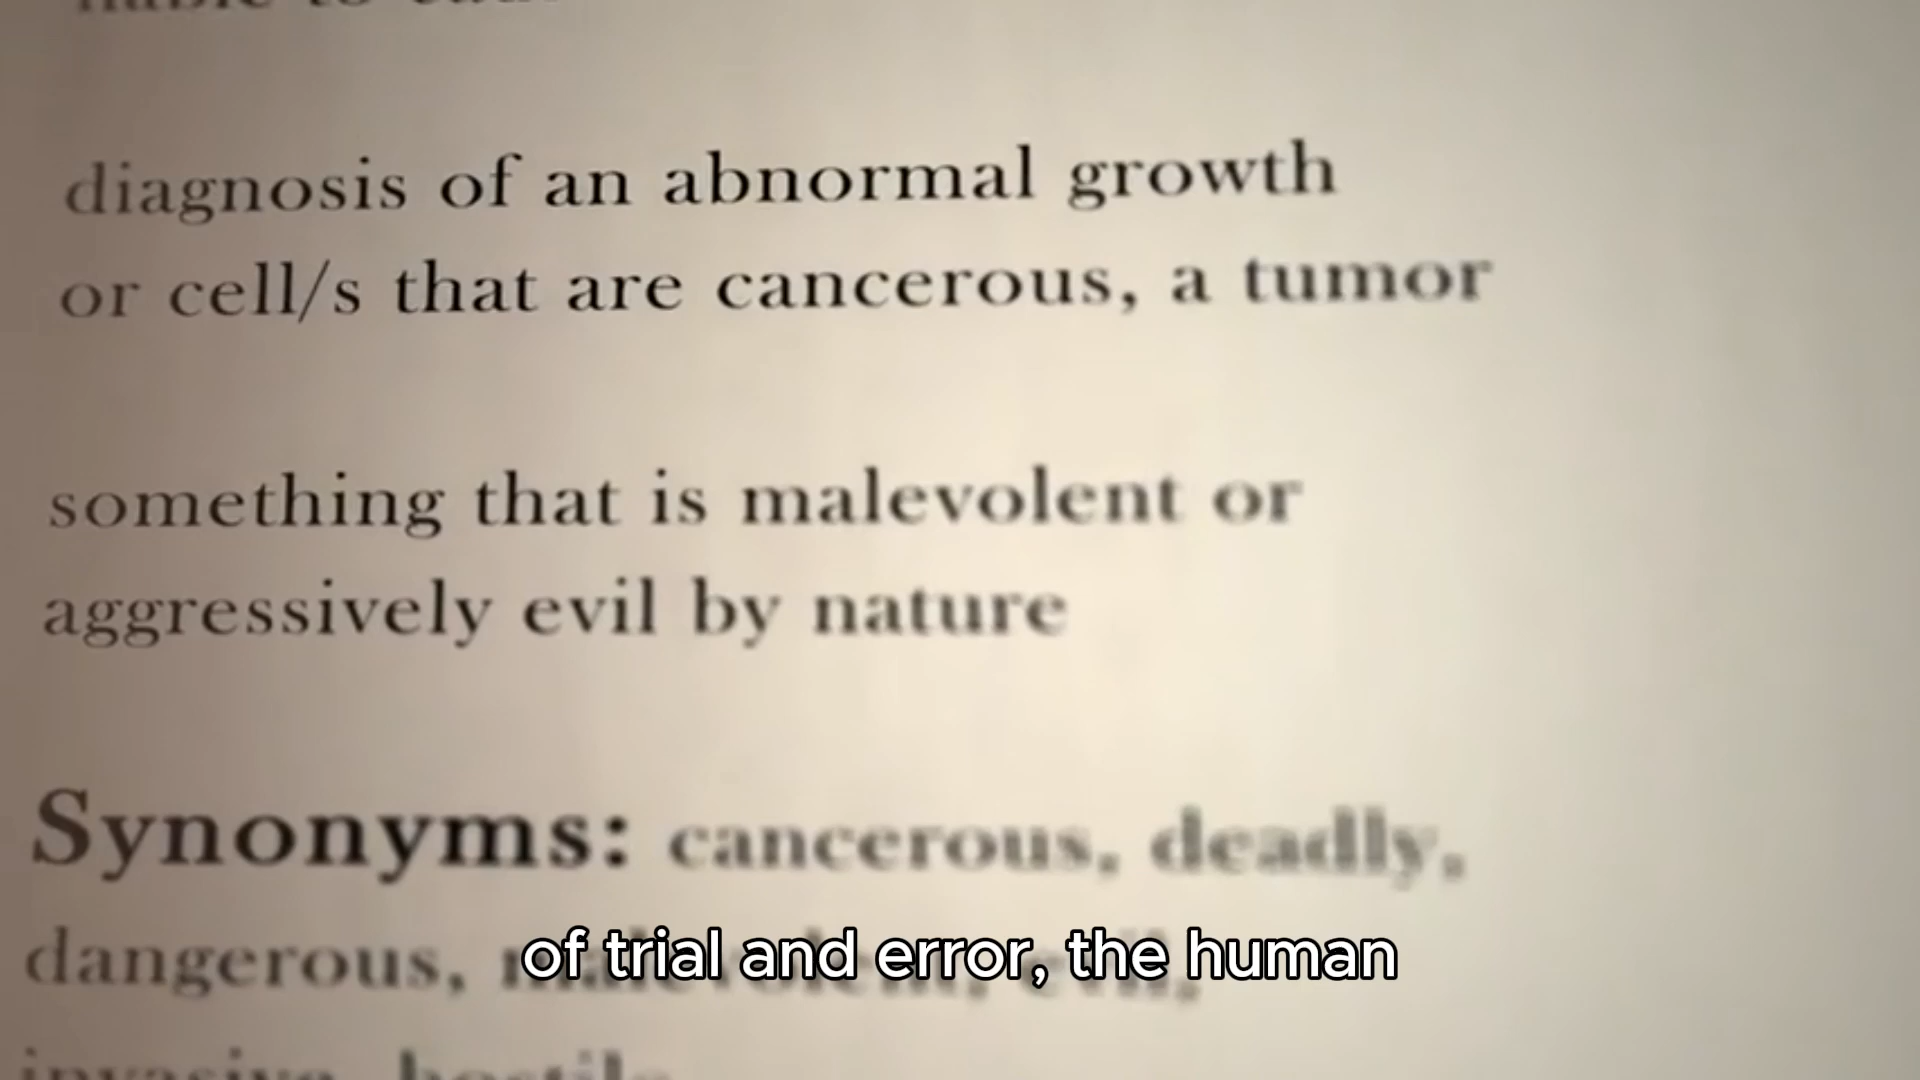 diagnosis of an abnormal growth
or cell/s that are cancerous, a tumor
something that is malevolent or
aggressively evil by nature
Synonyms: cancerous, deadly,
dangerous,
of trial and error, the human